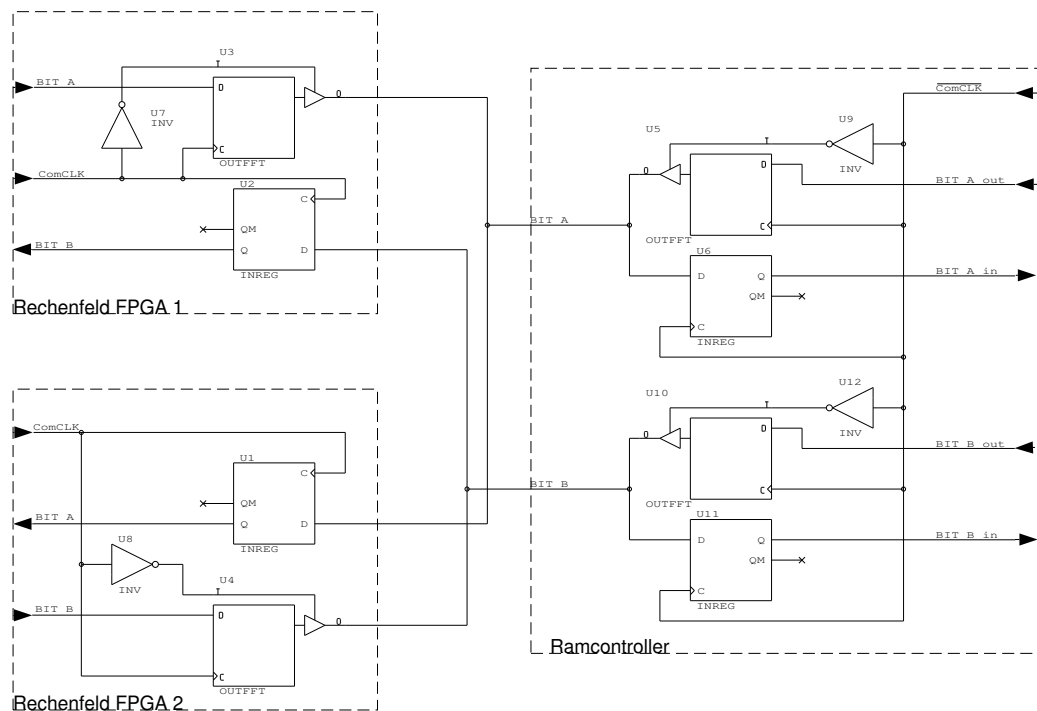 U3
BIT A
D
O
U7
INV
C
OUTFFT
ComCLK
U2
C
QM
BIT B
Q
D
INREG
Rechenfeld FPGA 1
ComCLK
U1
C
QM
BIT A
Q
D
INREG
U8
INV
U4
BIT B
D
O
C
OUTFFT
Rechenfeld FPGA 2
BIT A
BIT B
ComCLK
U9
INV
U5
T
O
D
BIT A out
C
OUTFFT
U6
D
Q
BIT A in
QM
C
INREG
U12
INV
U10
T
O
D
BIT B out
C
OUTFFT
U11
D
Q
BIT B in
QM
C
INREG
Ramcontroller